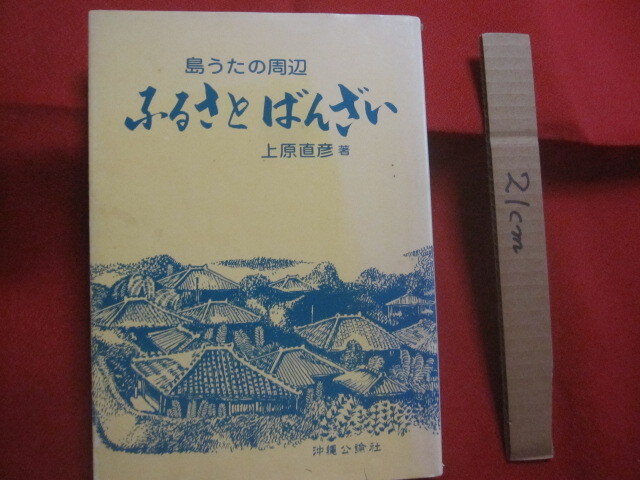 島うたの周辺
ふるさとばんざい
上原直彦 著
沖縄公倫社
21cm